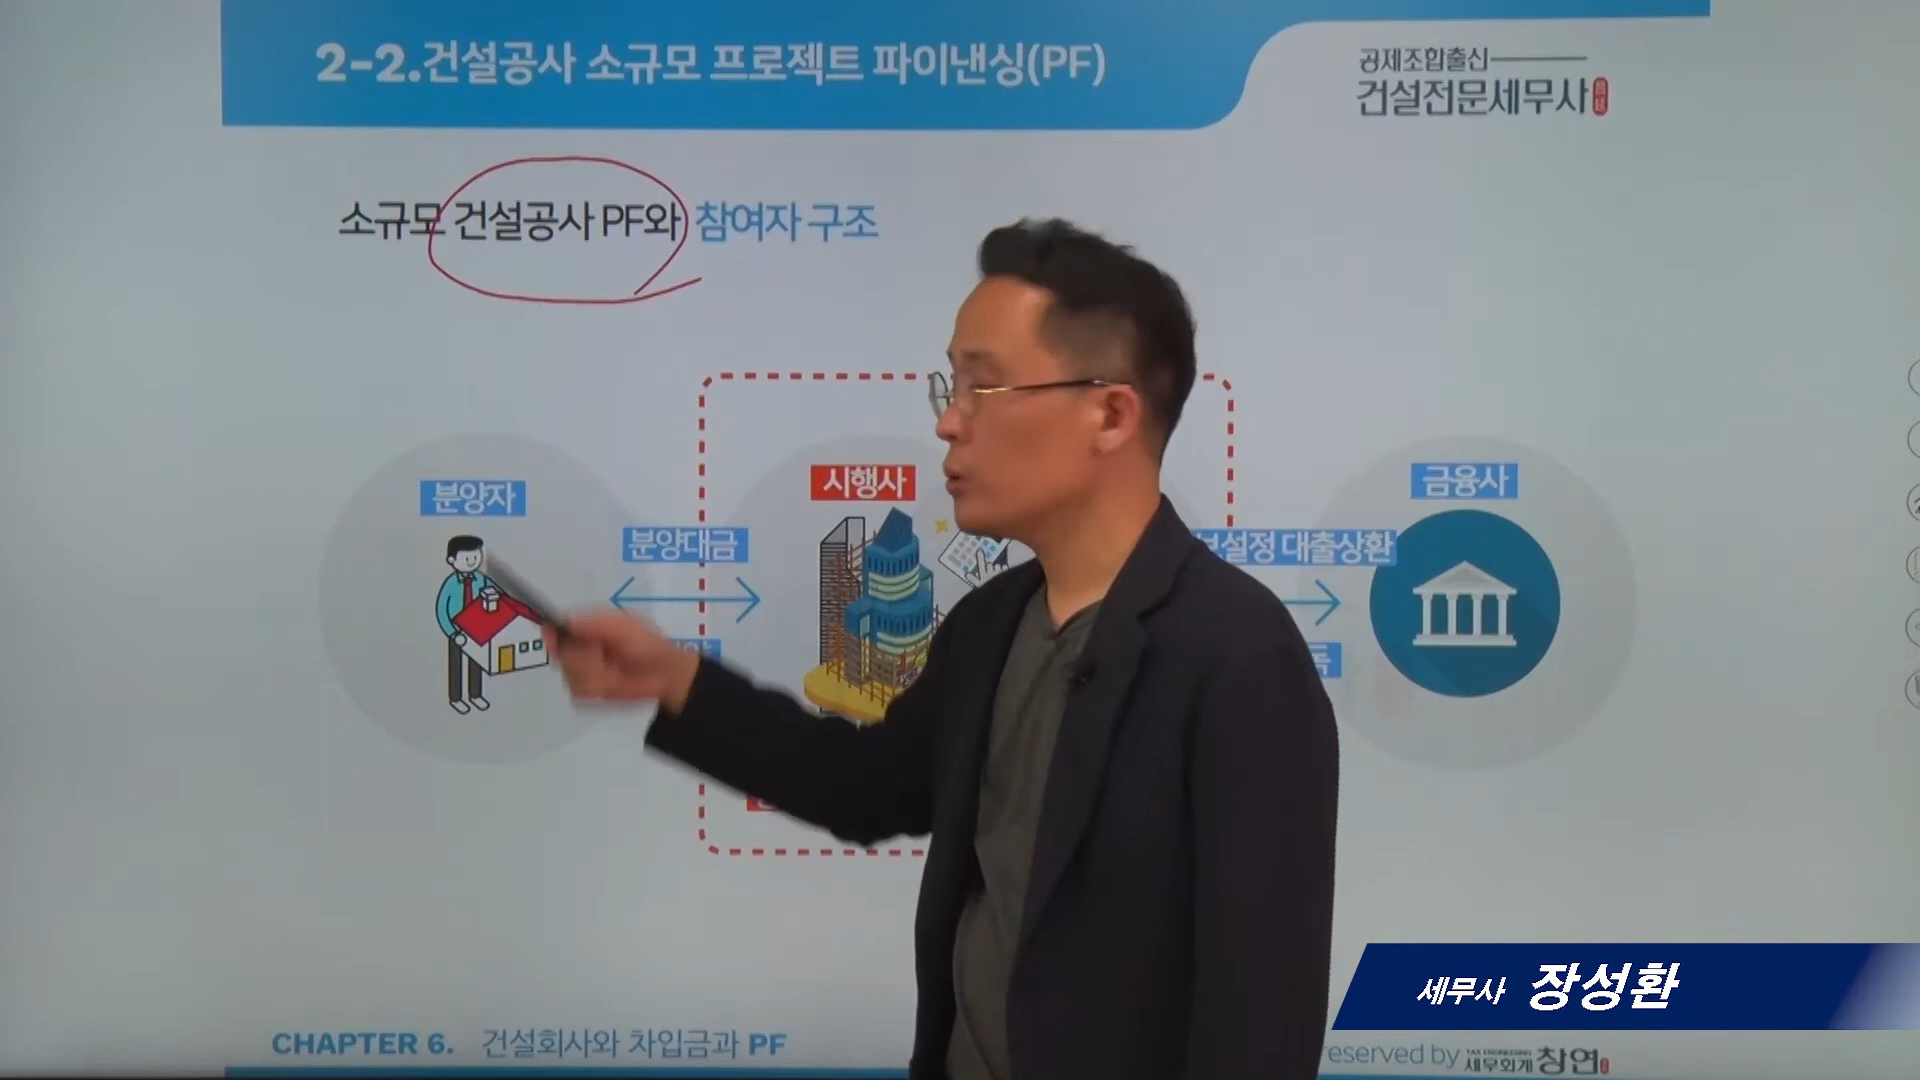 2-2.건설공사 소규모 프로젝트 파이낸싱(PF)
공제조합출신
건설전문세무사
소규모 건설공사 PF와 참여자 구조
분양자
시행사
금융사
분양대금
설정 대출상환
세무사 장성환
CHAPTER 6. 건설회사와 차입금과 PF
reserved by 세무회계 창연